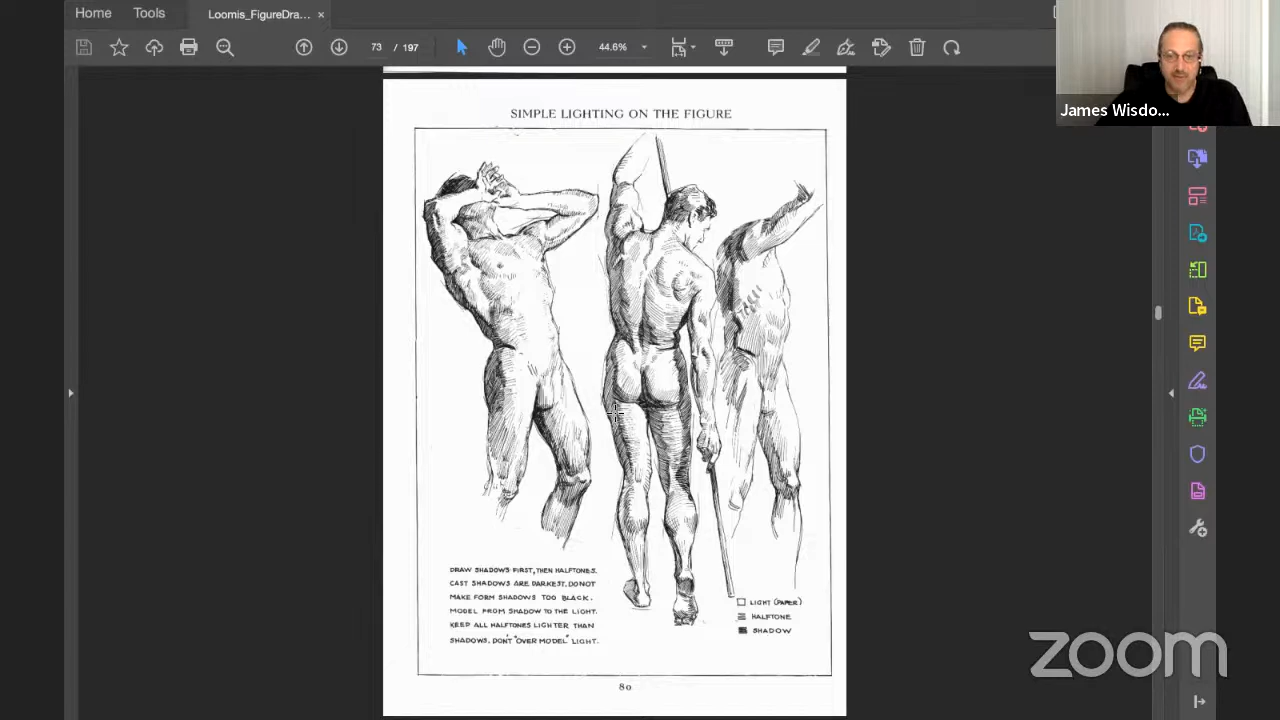 Home
Tools
Loomis_FigureDra...
73 / 197
44.6%
James Wisdo...
SIMPLE LIGHTING ON THE FIGURE
DRAW SHADOWS FIRST, THEN HALFTONES.
CAST SHADOWS ARE DARKEST. DO NOT
MAKE FORM SHADOWS TOO BLACK.
MODEL FROM SHADOW TO THE LIGHT.
KEEP ALL HALFTONES LIGHTER THAN
SHADOWS. DON'T "OVER MODEL" LIGHT.
LIGHT (PAPER)
HALFTONE
SHADOW
80
zoom